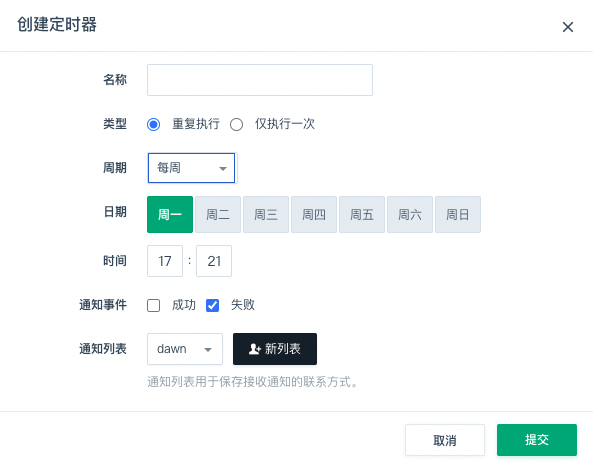 创建定时器
名称
类型 重复执行 仅执行一次
周期 每周
日期 周一 周二 周三 周四 周五 周六 周日
时间 17 : 21
通知事件 成功 失败
通知列表 dawn 新列表
通知列表用于保存接收通知的联系方式。
取消 提交